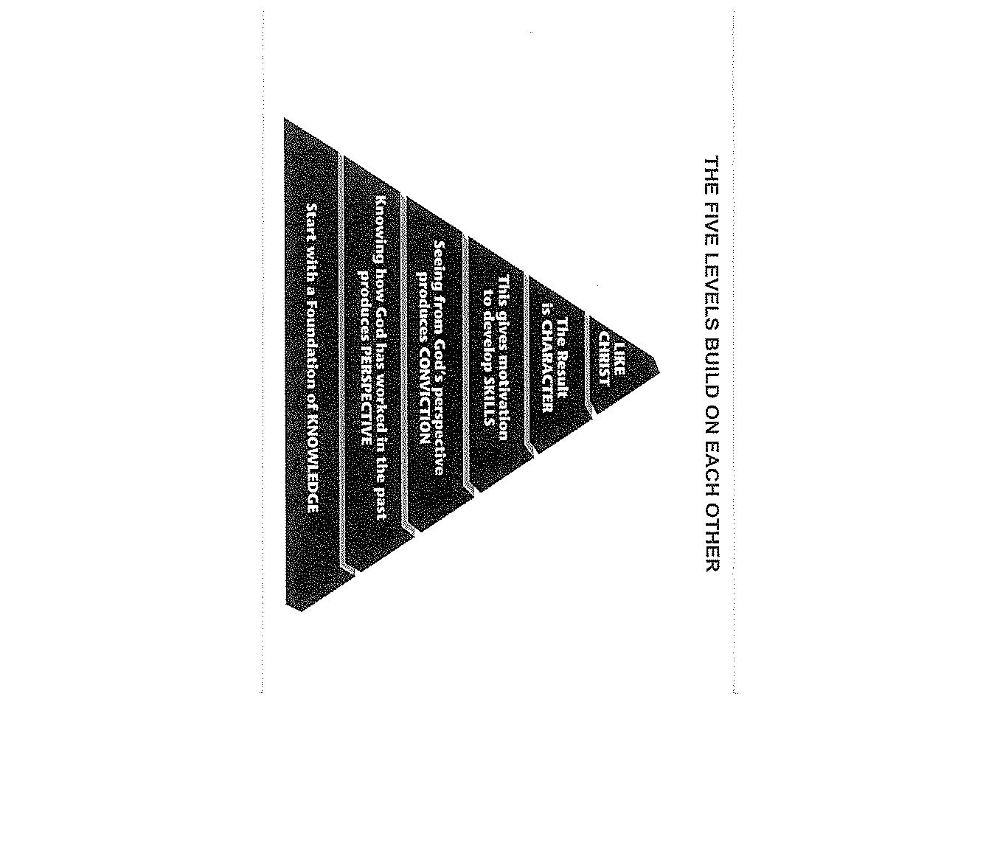 THE FIVE LEVELS BUILD ON EACH OTHER
LIKE
CHRIST
The Result
is CHARACTER
This gives motivation
to develop SKILLS
Seeing from God's perspective
produces CONVICTION
Knowing how God has worked in the past
produces PERSPECTIVE
Start with a Foundation of KNOWLEDGE